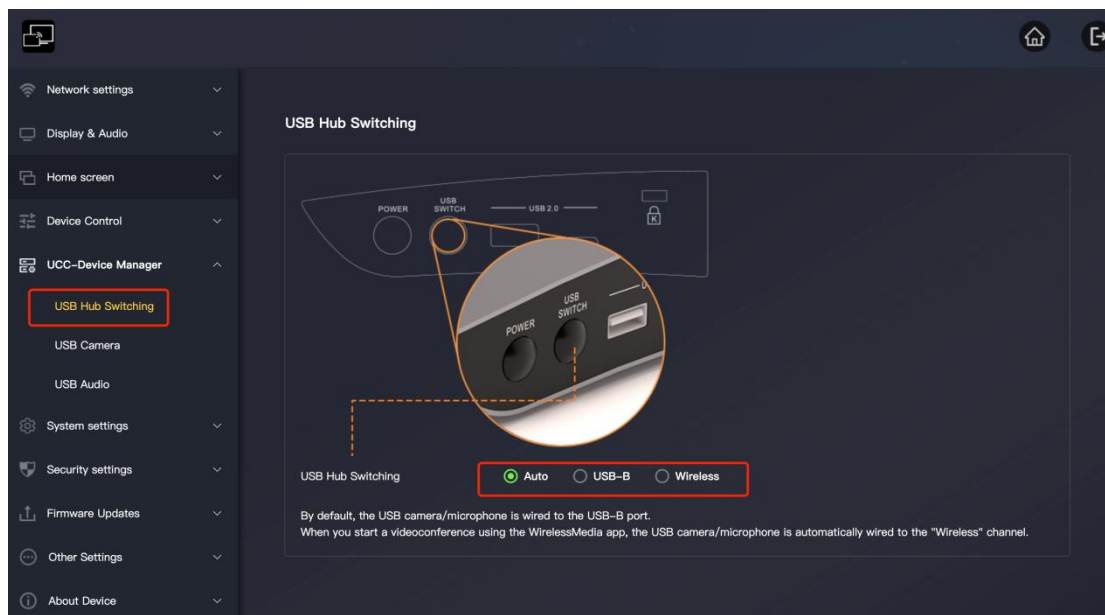 Network settings
Display & Audio
Home screen
Device Control
UCC-Device Manager
USB Hub Switching
USB Camera
USB Audio
System settings
Security settings
Firmware Updates
Other Settings
About Device
USB Hub Switching
POWER
USB
SWITCH
USB 2.0
K
POWER
USB
SWITCH
U
USB Hub Switching
Auto
USB-B
Wireless
By default, the USB camera/microphone is wired to the USB-B port.
When you start a videoconference using the WirelessMedia app, the USB camera/microphone is automatically wired to the "Wireless" channel.